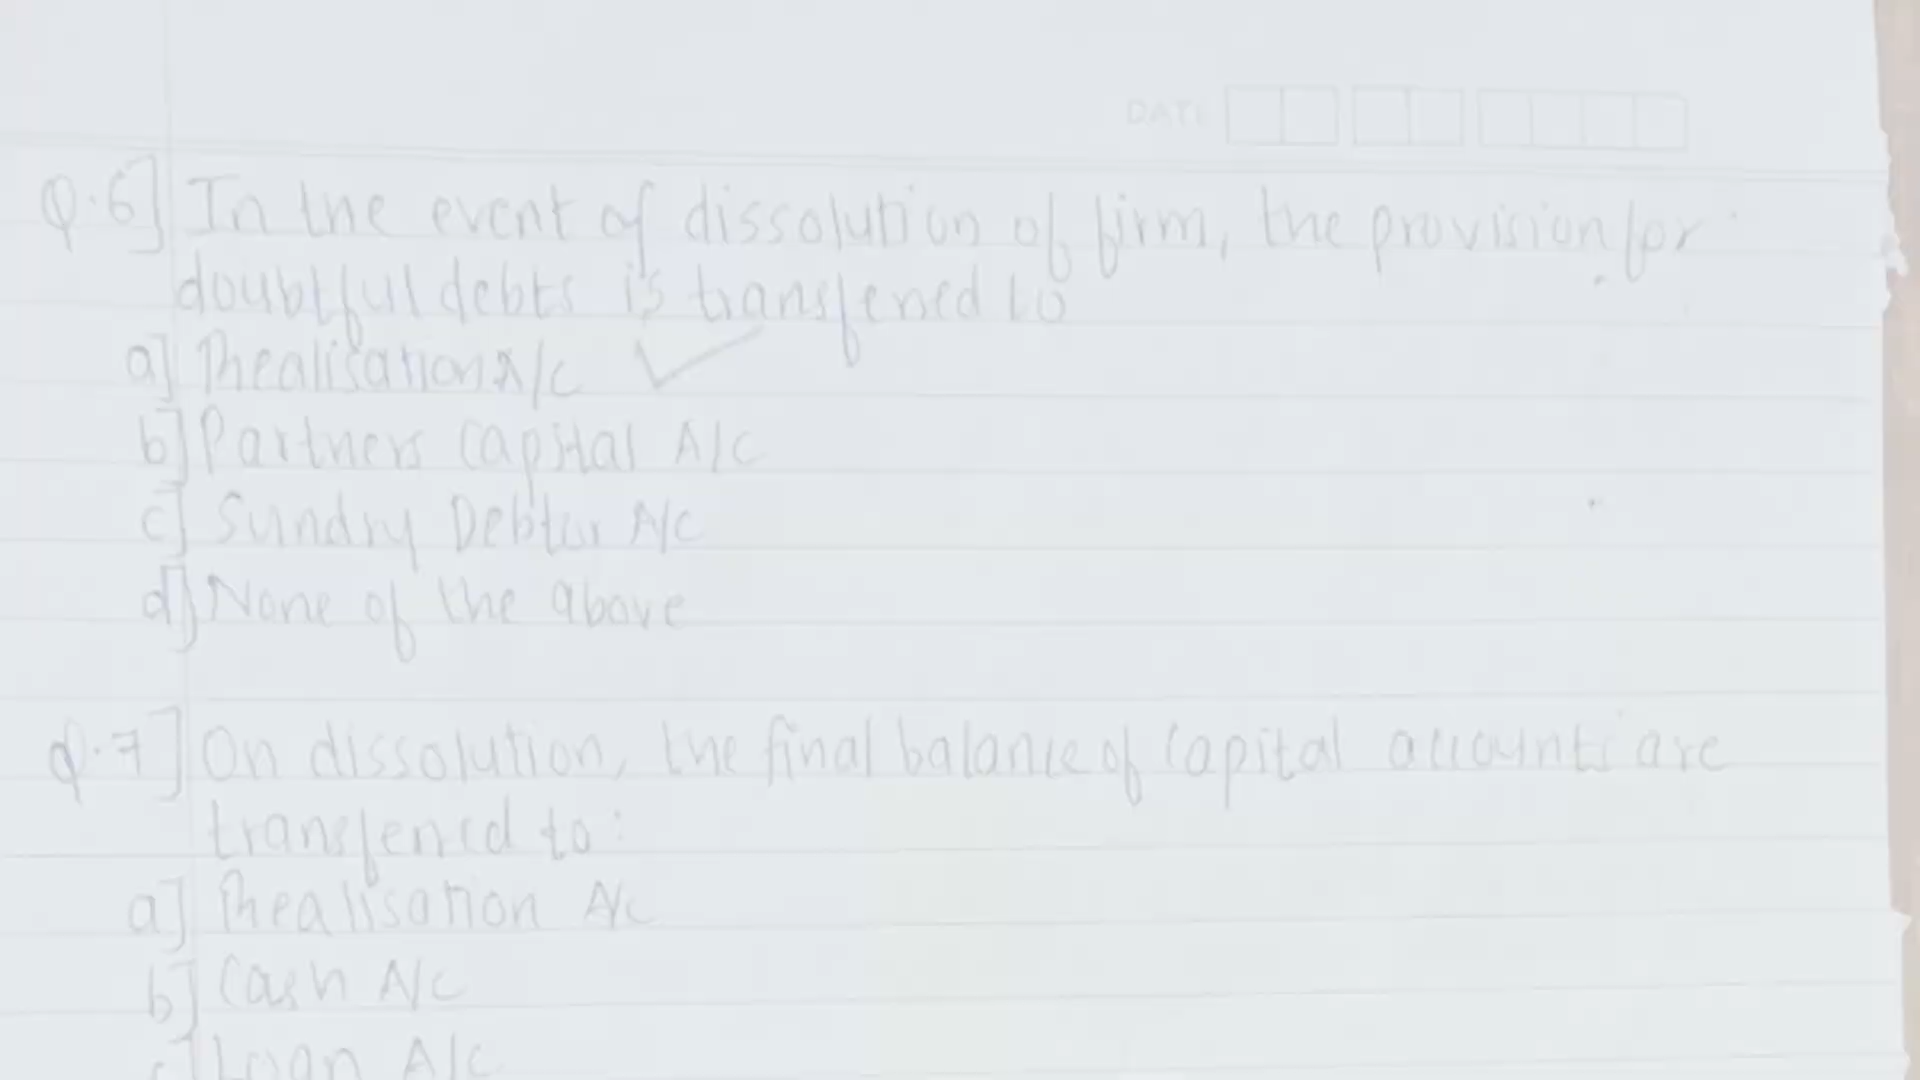 DATE
Q.6] In the event of dissolution of firm, the provision for
doubtful debts is transferred to
a] Realisation A/c
b] Partners Capital A/c
c] Sundry Debtor A/c
d] None of the above
Q.7] On dissolution, the final balance of capital accounts are
transferred to:
a] Realisation A/c
b] Cash A/c
c] Loan A/c